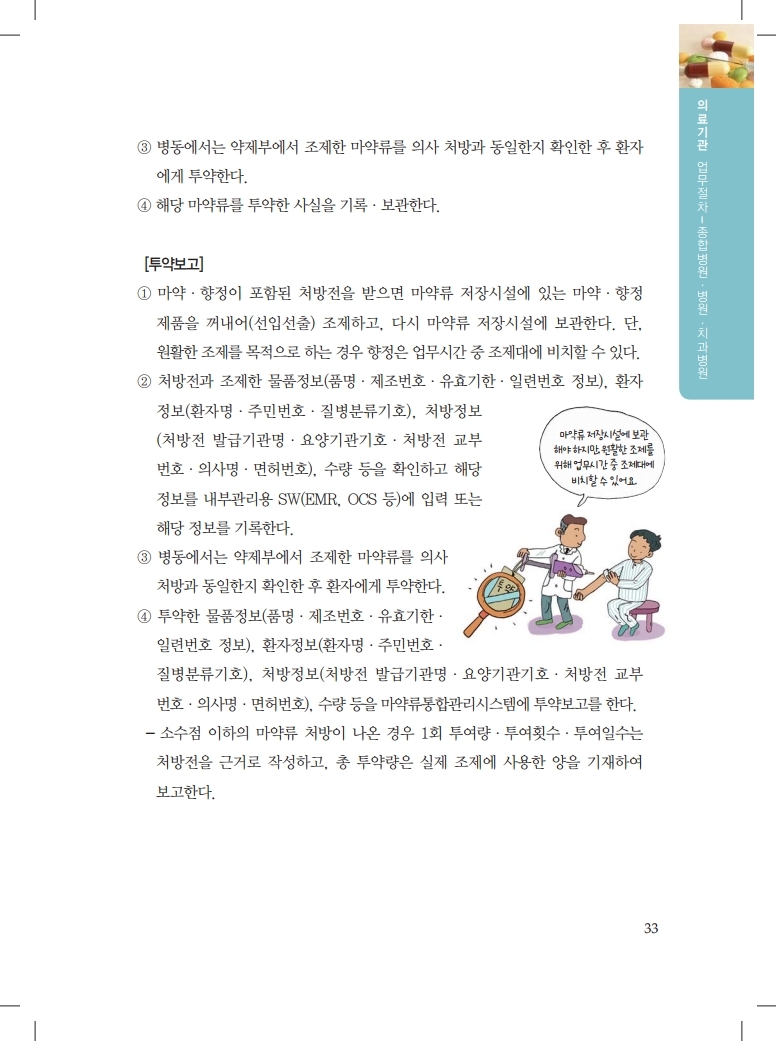 ③ 병동에서는 약제부에서 조제한 마약류를 의사 처방과 동일한지 확인한 후 환자
에게 투약한다.
④ 해당 마약류를 투약한 사실을 기록 · 보관한다.
[투약보고]
① 마약 · 향정이 포함된 처방전을 받으면 마약류 저장시설에 있는 마약 · 향정
제품을 꺼내어(선입선출) 조제하고, 다시 마약류 저장시설에 보관한다. 단,
원활한 조제를 목적으로 하는 경우 향정은 업무시간 중 조제대에 비치할 수 있다.
② 처방전과 조제한 물품정보(품명 · 제조번호 · 유효기한 · 일련번호 정보), 환자
정보(환자명 · 주민번호 · 질병분류기호), 처방정보
(처방전 발급기관명 · 요양기관기호 · 처방전 교부
번호 · 의사명 · 면허번호), 수량 등을 확인하고 해당
정보를 내부관리용 SW(EMR, OCS 등)에 입력 또는
해당 정보를 기록한다.
③ 병동에서는 약제부에서 조제한 마약류를 의사
처방과 동일한지 확인한 후 환자에게 투약한다.
④ 투약한 물품정보(품명 · 제조번호 · 유효기한 ·
일련번호 정보), 환자정보(환자명 · 주민번호 ·
질병분류기호), 처방정보(처방전 발급기관명 · 요양기관기호 · 처방전 교부
번호 · 의사명 · 면허번호), 수량 등을 마약류통합관리시스템에 투약보고를 한다.
– 소수점 이하의 마약류 처방이 나온 경우 1회 투여량 · 투여횟수 · 투여일수는
처방전을 근거로 작성하고, 총 투약량은 실제 조제에 사용한 양을 기재하여
보고한다.
마약류 저장시설에 보관
해야 하지만, 원활한 조제를
위해 업무시간 중 조제대에
비치할 수 있어요.
의료기관 업무절차 – 종합병원 · 병원 · 치과병원
33